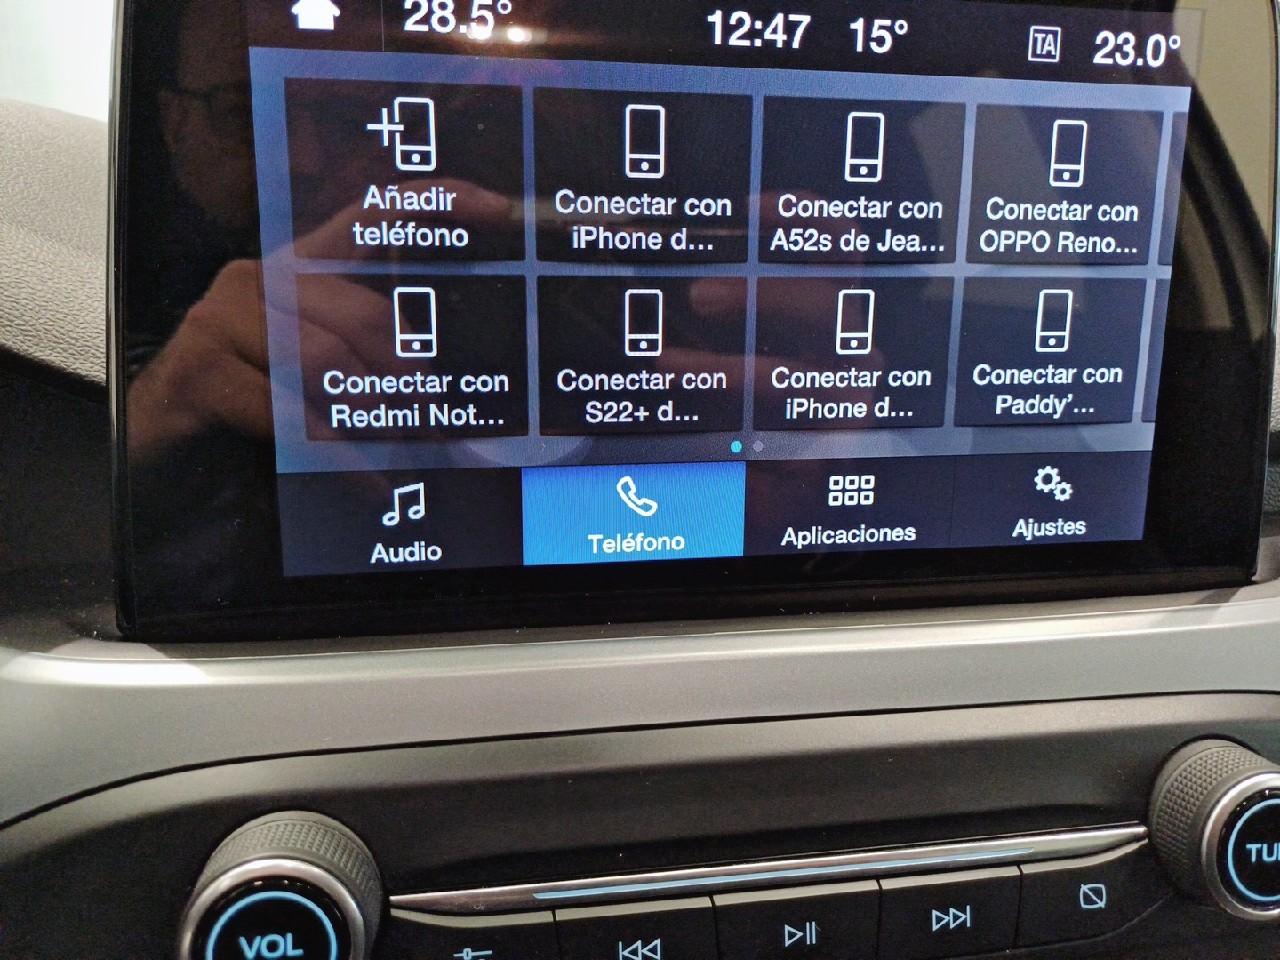 28.5° 12:47 15° TA 23.0°
Añadir
teléfono
Conectar con
iPhone d...
Conectar con
A52s de Jea...
Conectar con
OPPO Reno...
Conectar con
Redmi Not...
Conectar con
S22+ d...
Conectar con
iPhone d...
Conectar con
Paddy'...
Audio
Teléfono
Aplicaciones
Ajustes
VOL